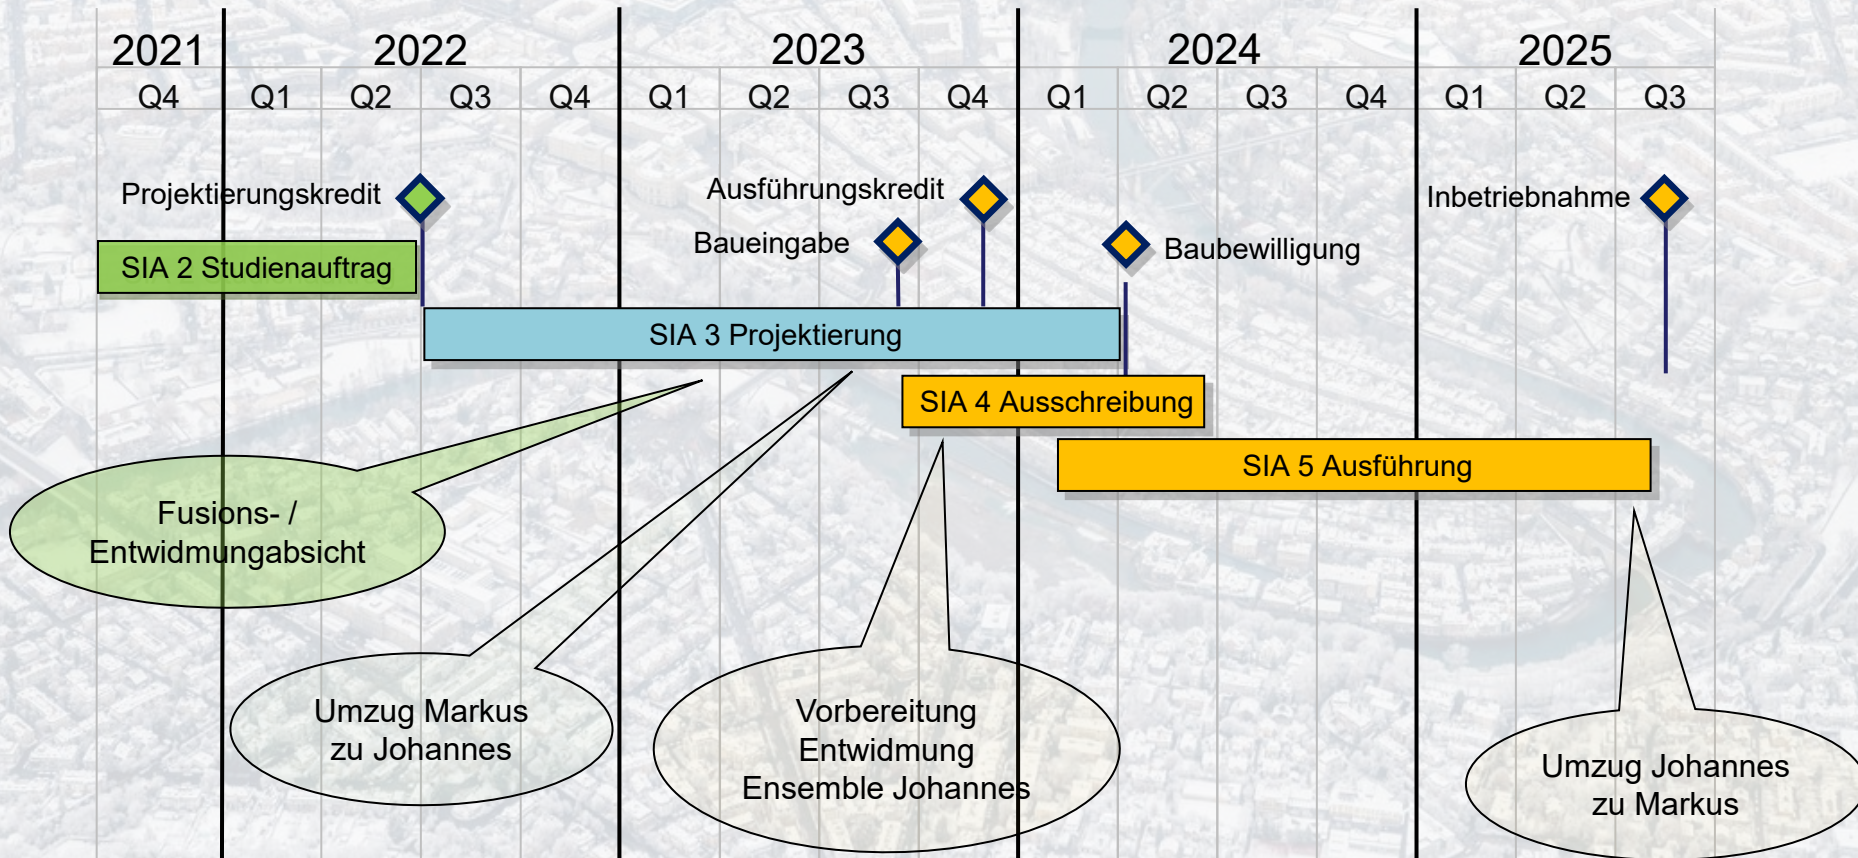 2021 2022 2023 2024 2025
Q4 Q1 Q2 Q3 Q4 Q1 Q2 Q3 Q4 Q1 Q2 Q3 Q4 Q1 Q2 Q3
Projektierungskredit
Ausführungskredit
Inbetriebnahme
Baueingabe
Baubewilligung
SIA 2 Studienauftrag
SIA 3 Projektierung
SIA 4 Ausschreibung
SIA 5 Ausführung
Fusions- /
Entwidmungabsicht
Umzug Markus
zu Johannes
Vorbereitung
Entwidmung
Ensemble Johannes
Umzug Johannes
zu Markus